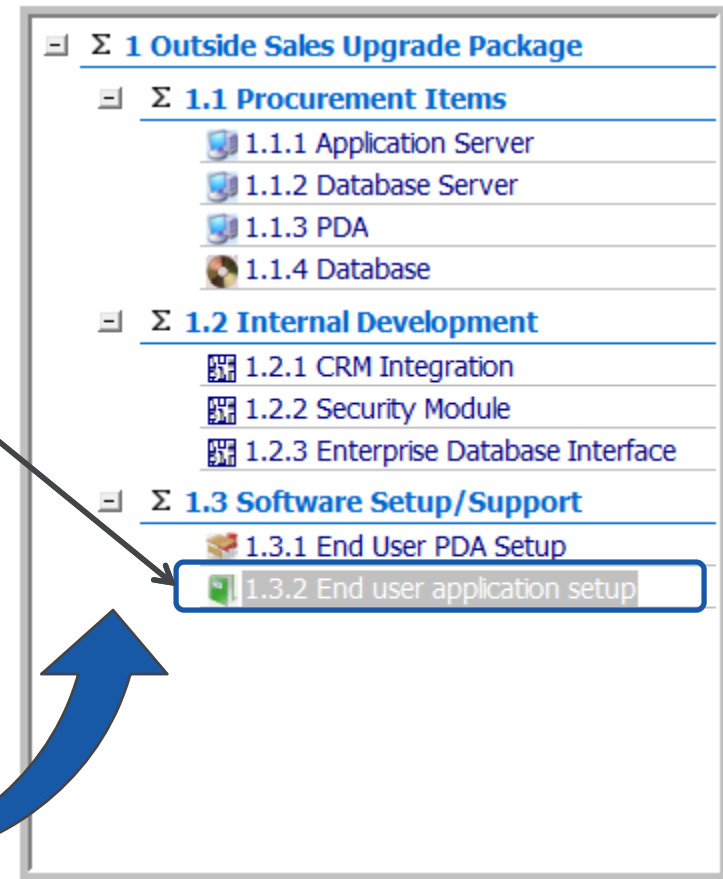 Σ 1 Outside Sales Upgrade Package
Σ 1.1 Procurement Items
1.1.1 Application Server
1.1.2 Database Server
1.1.3 PDA
1.1.4 Database
Σ 1.2 Internal Development
1.2.1 CRM Integration
1.2.2 Security Module
1.2.3 Enterprise Database Interface
Σ 1.3 Software Setup/Support
1.3.1 End User PDA Setup
1.3.2 End user application setup